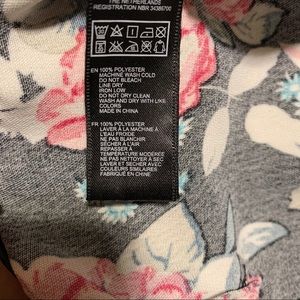 THE NETHERLANDS
REGISTRATION NBR 34386700
EN 100% POLYESTER
MACHINE WASH COLD
DO NOT BLEACH
LINE DRY
IRON LOW
DO NOT DRY CLEAN
WASH AND DRY WITH LIKE
COLORS
MADE IN CHINA
FR 100% POLYESTER
LAVER À LA MACHINE À
L'EAU FROIDE
NE PAS BLANCHIR
SÉCHER À L'AIR
REPASSER À
TEMPÉRATURE MODÉRÉE
NE PAS NETTOYER À SEC
LAVER ET SÉCHER AVEC
COULEURS SIMILAIRES
FABRIQUÉ EN CHINE